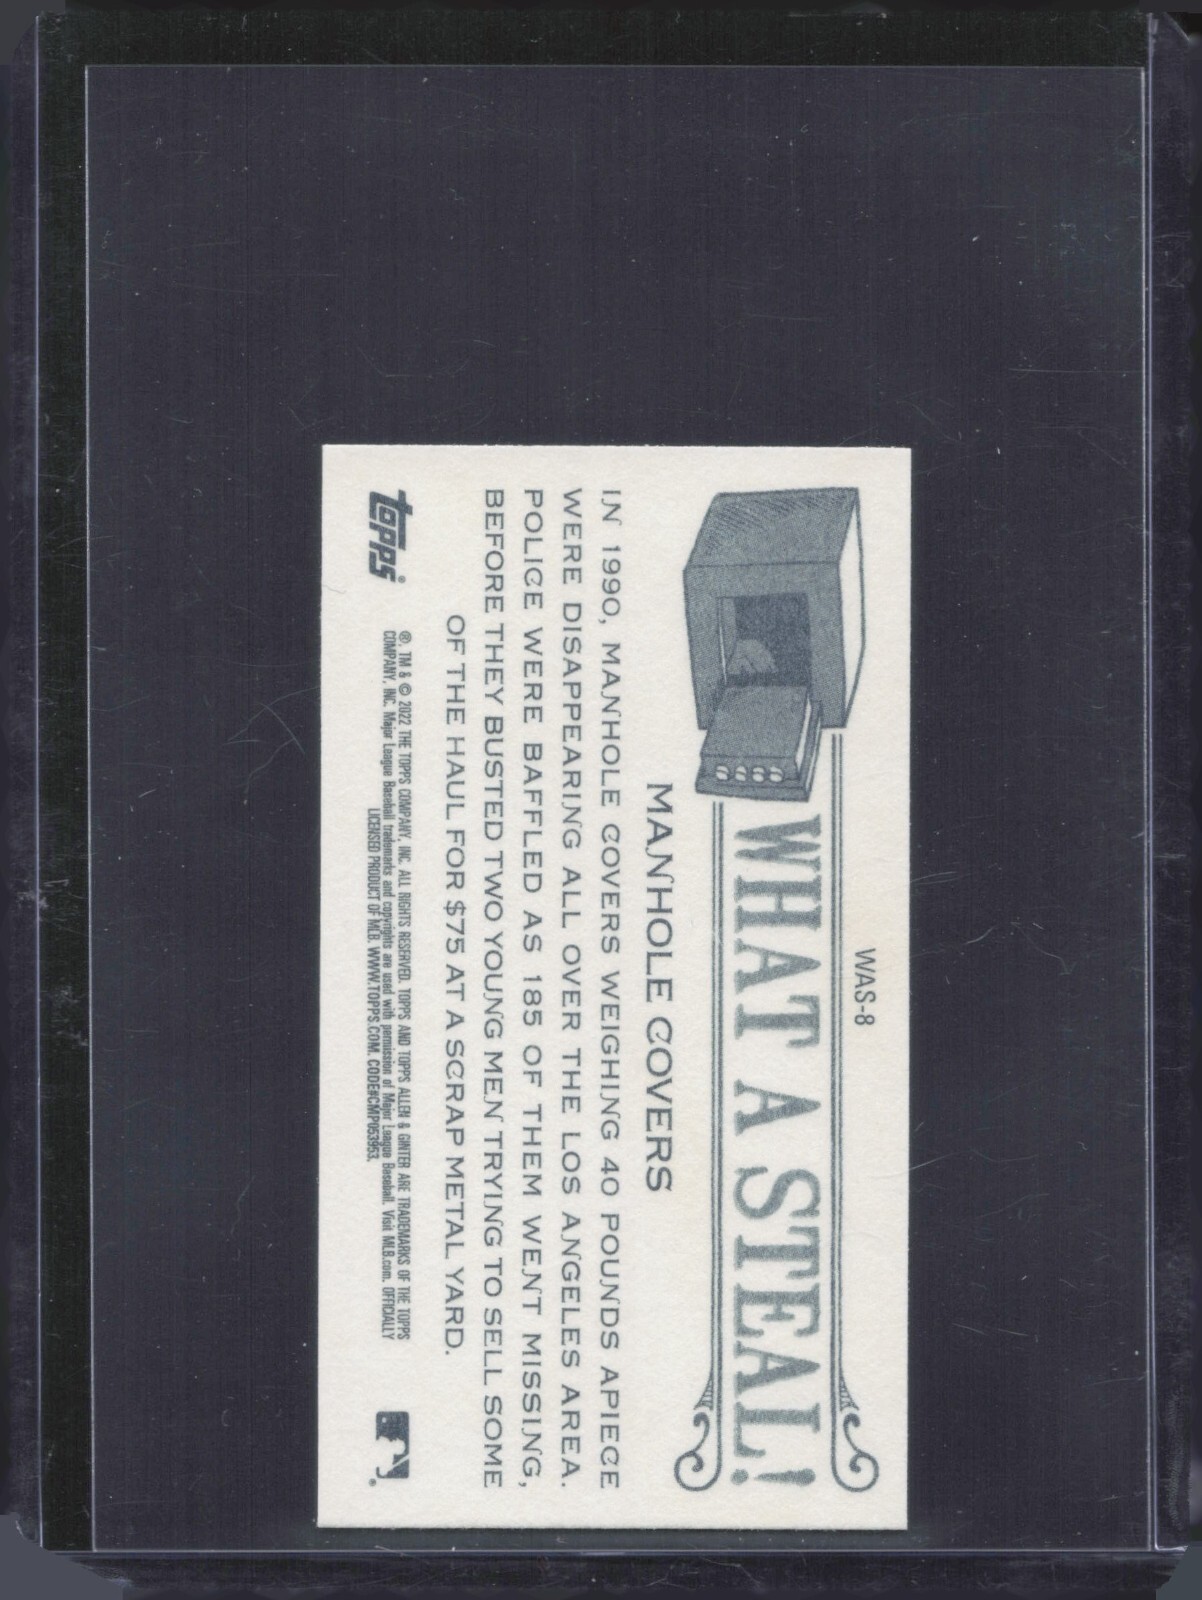 WAS-8
WHAT A STEAL!
MANHOLE COVERS
IN 1990, MANHOLE COVERS WEIGHING 40 POUNDS APIECE
WERE DISAPPEARING ALL OVER THE LOS ANGELES AREA.
POLICE WERE BAFFLED AS 185 OF THEM WENT MISSING,
BEFORE THEY BUSTED TWO YOUNG MEN TRYING TO SELL SOME
OF THE HAUL FOR $75 AT A SCRAP METAL YARD.
topps®
®, TM & © 2022 THE TOPPS COMPANY, INC. ALL RIGHTS RESERVED. TOPPS AND TOPPS ALLEN & GINTER ARE TRADEMARKS OF THE TOPPS
COMPANY, INC. Major League Baseball trademarks and copyrights are used with permission of Major League Baseball. Visit MLB.com. OFFICIALLY
LICENSED PRODUCT OF MLB. WWW.TOPPS.COM. CODE#CMP053953.